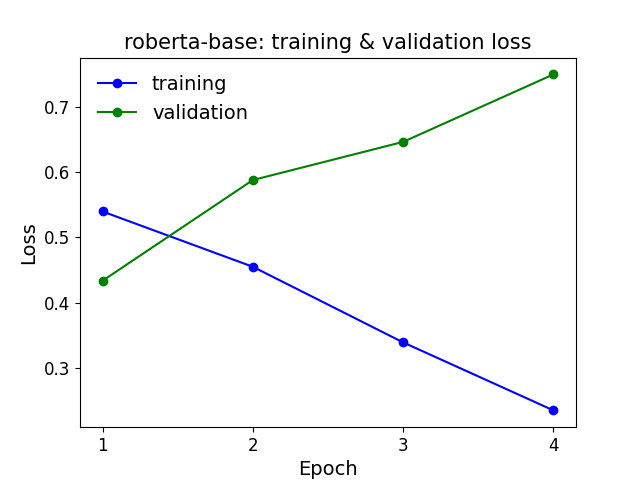 roberta-base: training & validation loss
training
validation
0.7
0.6
0.5
0.4
0.3
Loss
1 2 3 4
Epoch